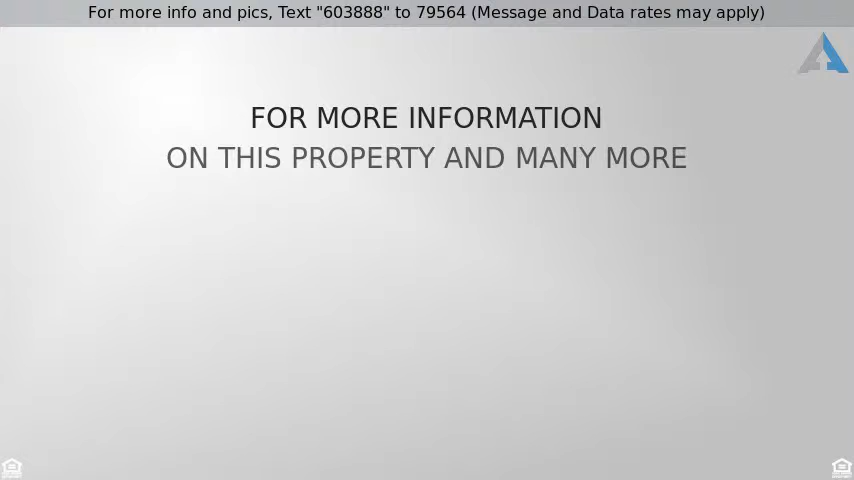 For more info and pics, Text "603888" to 79564 (Message and Data rates may apply)
FOR MORE INFORMATION
ON THIS PROPERTY AND MANY MORE